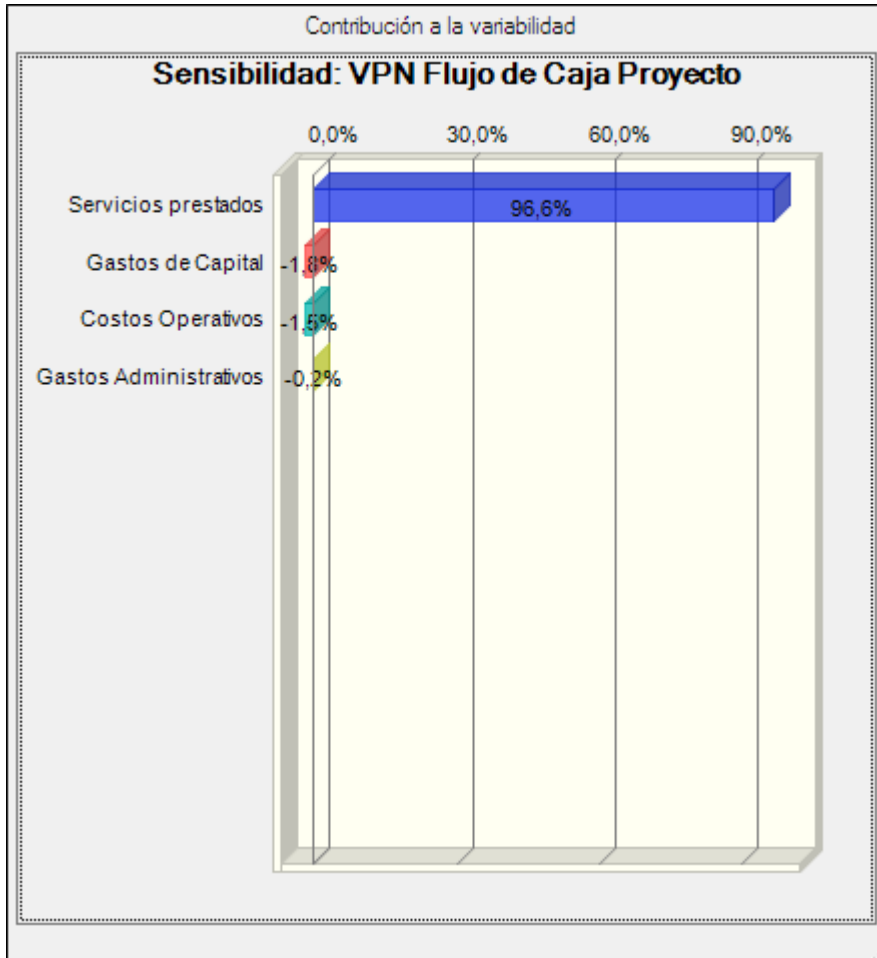 Contribución a la variabilidad
Sensibilidad: VPN Flujo de Caja Proyecto
0,0% 30,0% 60,0% 90,0%
Servicios prestados 96,6%
Gastos de Capital -1,8%
Costos Operativos -1,5%
Gastos Administrativos -0,2%